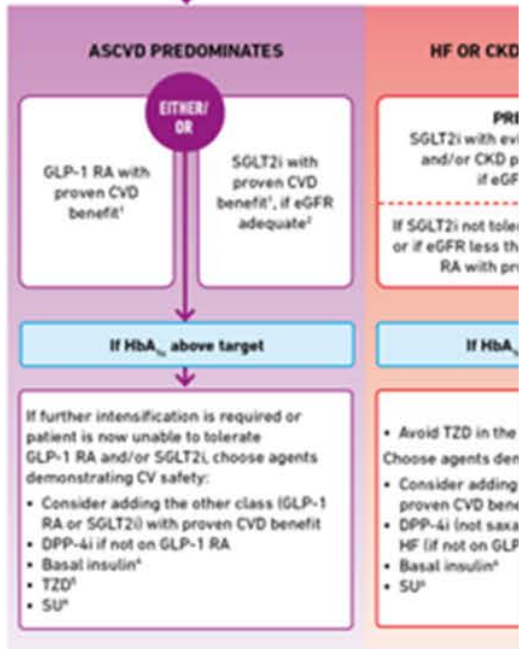 ASCVD PREDOMINATES
EITHER/
OR
GLP-1 RA with
proven CVD
benefit¹
SGLT2i with
proven CVD
benefit¹, if eGFR
adequate²
If HbA₁c above target
If further intensification is required or
patient is now unable to tolerate
GLP-1 RA and/or SGLT2i, choose agents
demonstrating CV safety:
• Consider adding the other class (GLP-1
RA or SGLT2i) with proven CVD benefit
• DPP-4i if not on GLP-1 RA
• Basal insulin⁴
• TZD⁵
• SU⁶
HF OR CKD
PRE
SGLT2i with evi
and/or CKD p
if eGF
If SGLT2i not toler
or if eGFR less th
RA with pro
If HbA₁
• Avoid TZD in the
Choose agents dem
• Consider adding
proven CVD bene
• DPP-4i (not saxa
HF (if not on GLP
• Basal insulin⁴
• SU⁶